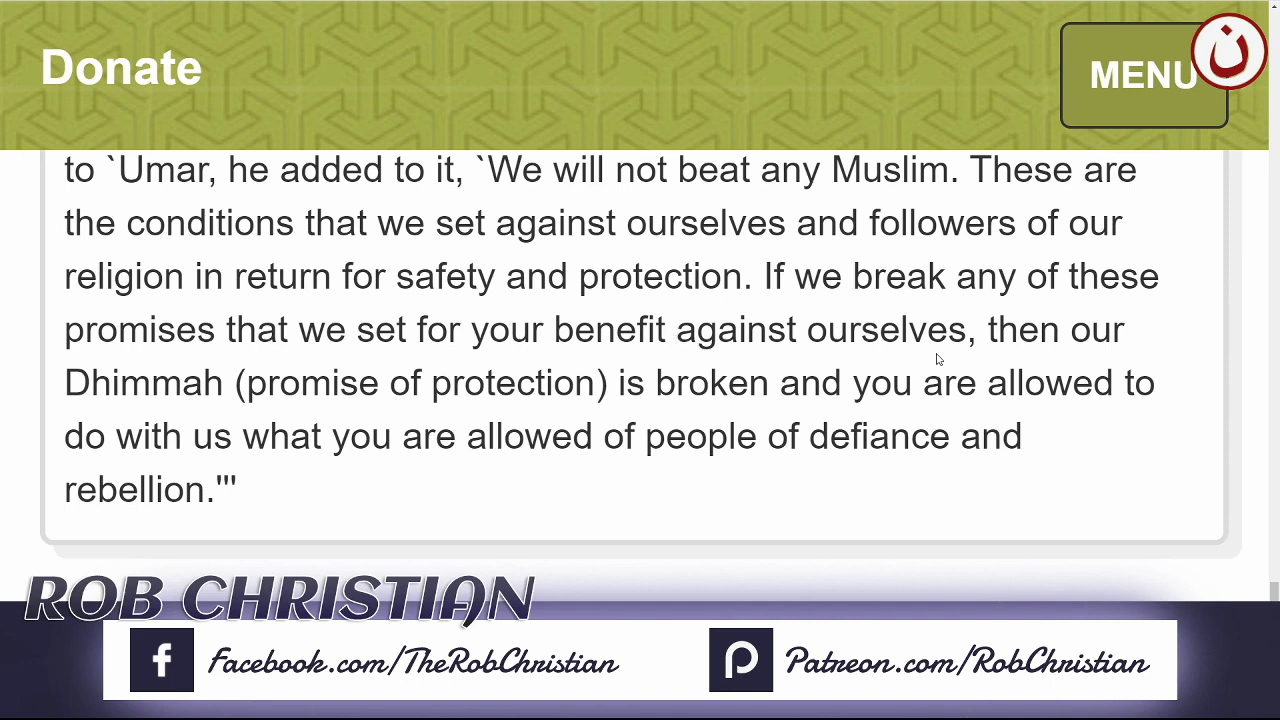 Donate
MENU
ن
to `Umar, he added to it, `We will not beat any Muslim. These are
the conditions that we set against ourselves and followers of our
religion in return for safety and protection. If we break any of these
promises that we set for your benefit against ourselves, then our
Dhimmah (promise of protection) is broken and you are allowed to
do with us what you are allowed of people of defiance and
rebellion.'"
ROB CHRISTIAN
f Facebook.com/TheRobChristian
Patreon.com/RobChristian